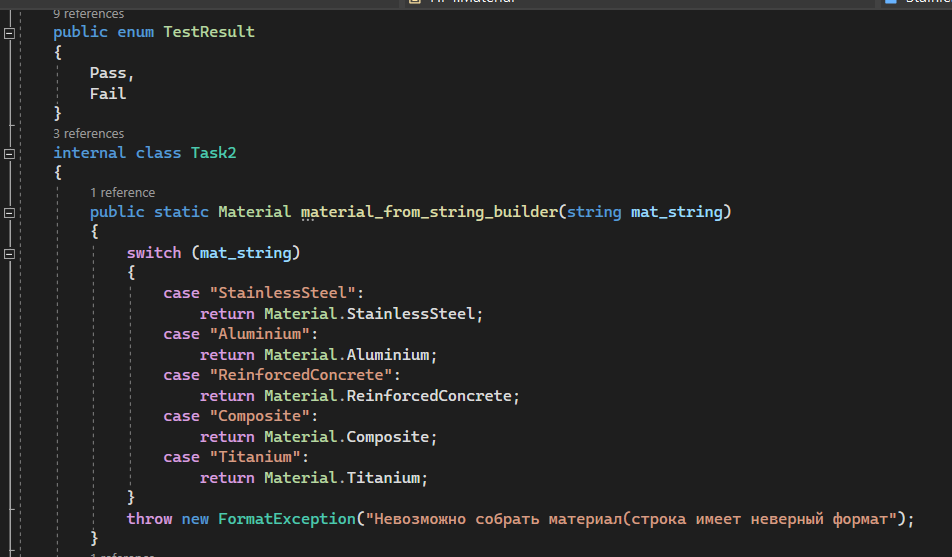 9 references
public enum TestResult
{
Pass,
Fail
}
3 references
internal class Task2
{
1 reference
public static Material material_from_string_builder(string mat_string)
{
switch (mat_string)
{
case "StainlessSteel":
return Material.StainlessSteel;
case "Aluminium":
return Material.Aluminium;
case "ReinforcedConcrete":
return Material.ReinforcedConcrete;
case "Composite":
return Material.Composite;
case "Titanium":
return Material.Titanium;
}
throw new FormatException("Невозможно собрать материал(строка имеет неверный формат");
}
1 reference